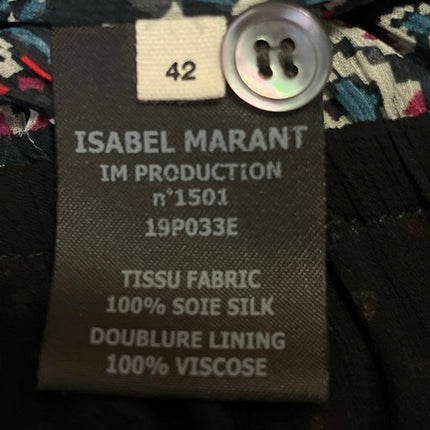 42
ISABEL MARANT
IM PRODUCTION
n°1501
19P033E
TISSU FABRIC
100% SOIE SILK
DOUBLURE LINING
100% VISCOSE